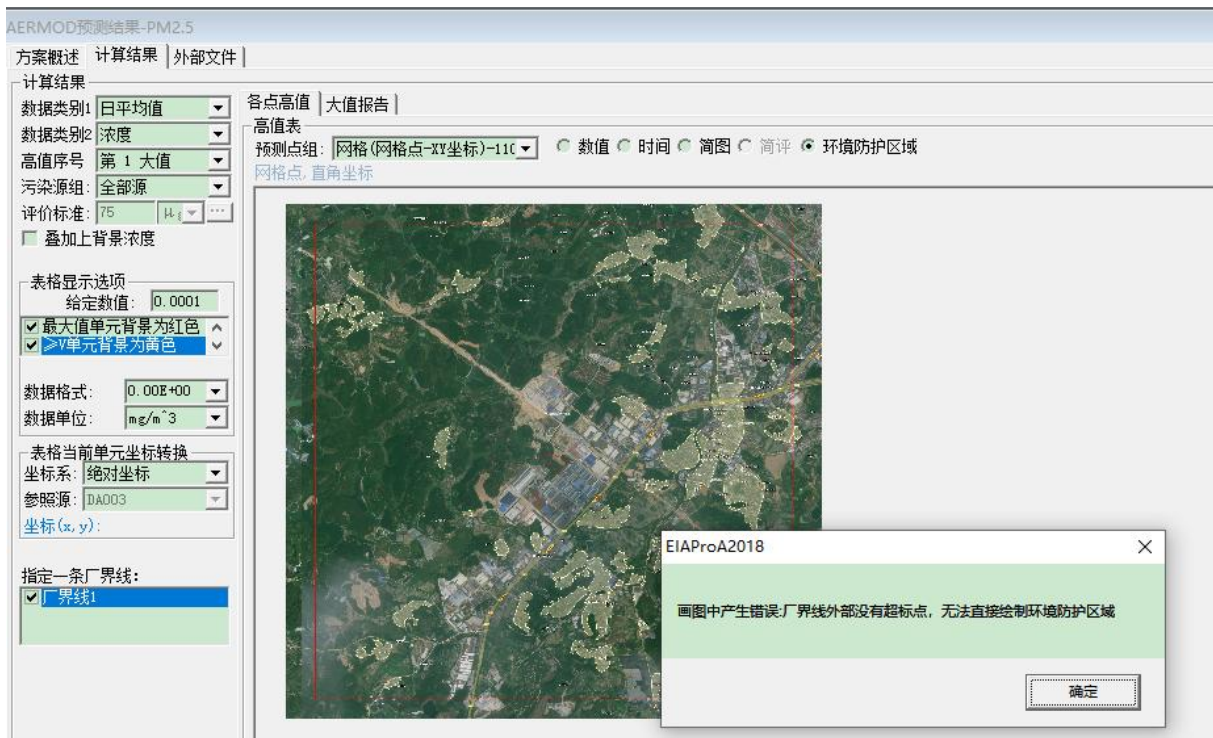 AERMOD预测结果-PM2.5
方案概述 计算结果 外部文件
计算结果
数据类别1 日平均值
数据类别2 浓度
高值序号 第 1 大值
污染源组: 全部源
评价标准: 75 μg ...
叠加上背景浓度
表格显示选项
给定数值: 0.0001
最大值单元背景为红色
≥V单元背景为黄色
数据格式: 0.00E+00
数据单位: mg/m^3
表格当前单元坐标转换
坐标系: 绝对坐标
参照源: DA003
坐标(x,y):
指定一条厂界线:
厂界线1
各点高值 大值报告
高值表
预测点组: 网格(网格点-XY坐标)-110 数值 时间 简图 简评 环境防护区域
网格点, 直角坐标
EIAProA2018
画图中产生错误:厂界线外部没有超标点，无法直接绘制环境防护区域
确定